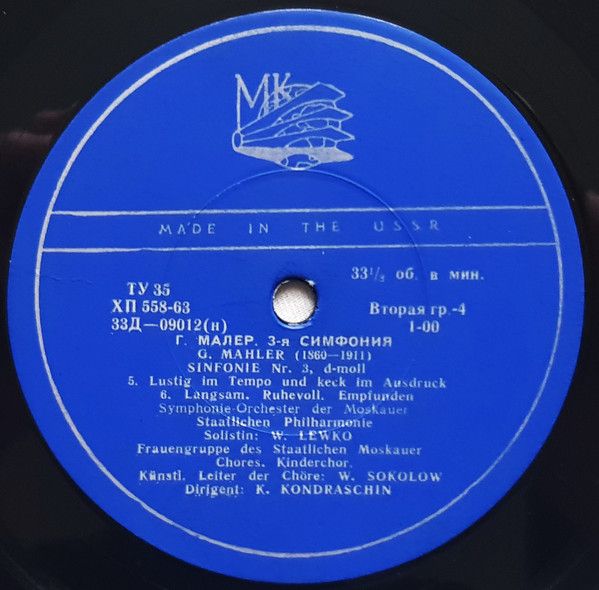 МК
MADE IN THE USSR
33⅓ об. в мин.
ТУ 35
ХП 558-63
Вторая гр.-4
33Д—09012(н)
1-00
Г. МАЛЕР. 3-я СИМФОНИЯ
G. MAHLER (1860—1911)
SINFONIE Nr. 3, d-moll
5. Lustig im Tempo und keck im Ausdruck
6. Langsam. Ruhevoll. Empfunden
Symphonie-Orchester der Moskauer
Staatlichen Philharmonie
Solistin: W. LEWKO
Frauengruppe des Staatlichen Moskauer
Chores. Kinderchor.
Künstl. Leiter der Chöre: W. SOKOLOW
Dirigent: K. KONDRASCHIN